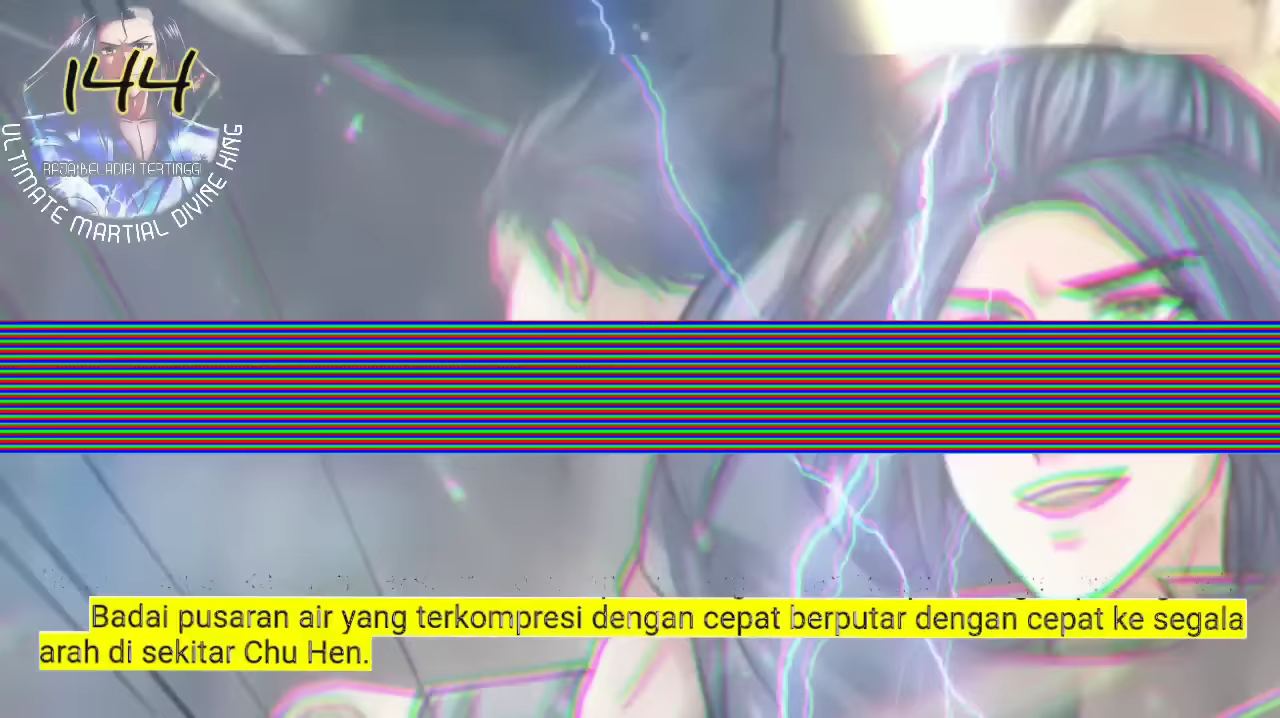 144
RAJA BELADIRI TERTINGGI
ULTIMATE MARTIAL DIVINE KING
Badai pusaran air yang terkompresi dengan cepat berputar dengan cepat ke segala
arah di sekitar Chu Hen.